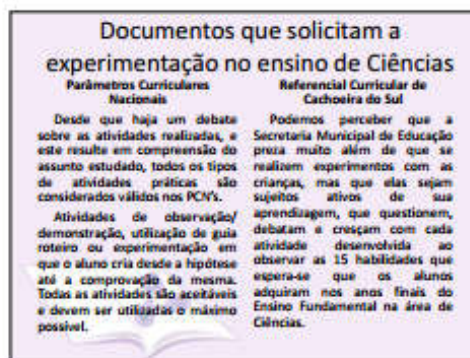 Documentos que solicitam a
experimentação no ensino de Ciências
Parâmetros Curriculares
Nacionais
Desde que haja um debate
sobre as atividades realizadas, e
este resulte em compreensão do
assunto estudado, todos os tipos
de atividades práticas são
considerados válidos nos PCN's.
Atividades de observação/
demonstração, utilização de guia
roteiro ou experimentação em
que o aluno cria desde a hipótese
até a comprovação da mesma.
Todas as atividades são aceitáveis
e devem ser utilizadas o máximo
possível.
Referencial Curricular de
Cachoeira do Sul
Podemos perceber que a
Secretaria Municipal de Educação
preza muito além de que se
realizem experimentos com as
crianças, mas que elas sejam
sujeitos ativos de sua
aprendizagem, que questionem,
debatam e cresçam com cada
atividade desenvolvida ao
observar as 15 habilidades que
espera-se que os alunos
adquiram nos anos finais do
Ensino Fundamental na área de
Ciências.